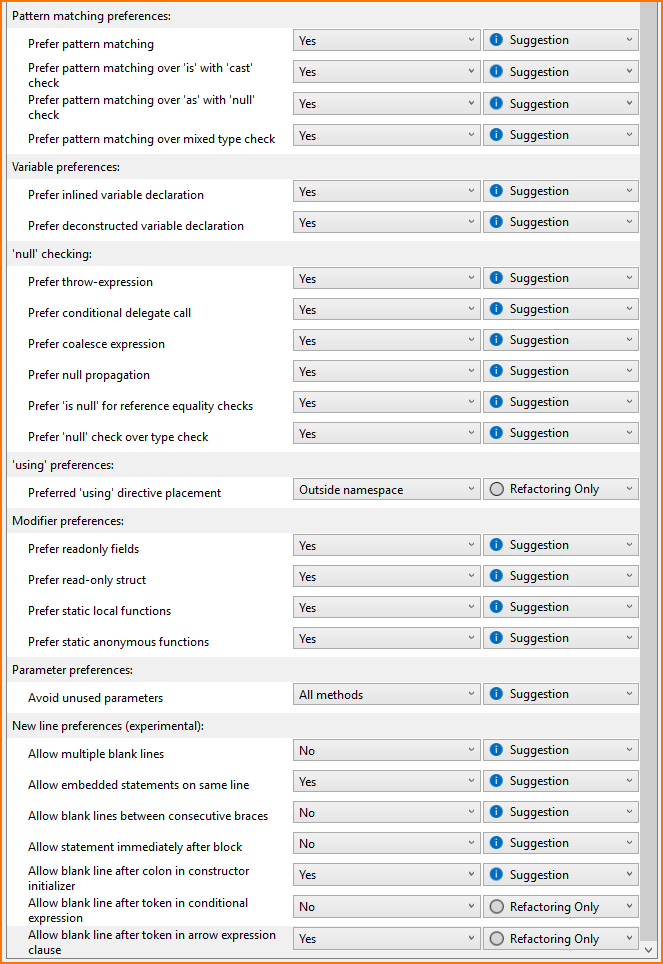 Pattern matching preferences:
Prefer pattern matching Yes Suggestion
Prefer pattern matching over 'is' with 'cast'
check Yes Suggestion
Prefer pattern matching over 'as' with 'null'
check Yes Suggestion
Prefer pattern matching over mixed type check Yes Suggestion
Variable preferences:
Prefer inlined variable declaration Yes Suggestion
Prefer deconstructed variable declaration Yes Suggestion
'null' checking:
Prefer throw-expression Yes Suggestion
Prefer conditional delegate call Yes Suggestion
Prefer coalesce expression Yes Suggestion
Prefer null propagation Yes Suggestion
Prefer 'is null' for reference equality checks Yes Suggestion
Prefer 'null' check over type check Yes Suggestion
'using' preferences:
Preferred 'using' directive placement Outside namespace Refactoring Only
Modifier preferences:
Prefer readonly fields Yes Suggestion
Prefer read-only struct Yes Suggestion
Prefer static local functions Yes Suggestion
Prefer static anonymous functions Yes Suggestion
Parameter preferences:
Avoid unused parameters All methods Suggestion
New line preferences (experimental):
Allow multiple blank lines No Suggestion
Allow embedded statements on same line Yes Suggestion
Allow blank lines between consecutive braces No Suggestion
Allow statement immediately after block No Suggestion
Allow blank line after colon in constructor
initializer Yes Suggestion
Allow blank line after token in conditional
expression No Refactoring Only
Allow blank line after token in arrow expression
clause Yes Refactoring Only